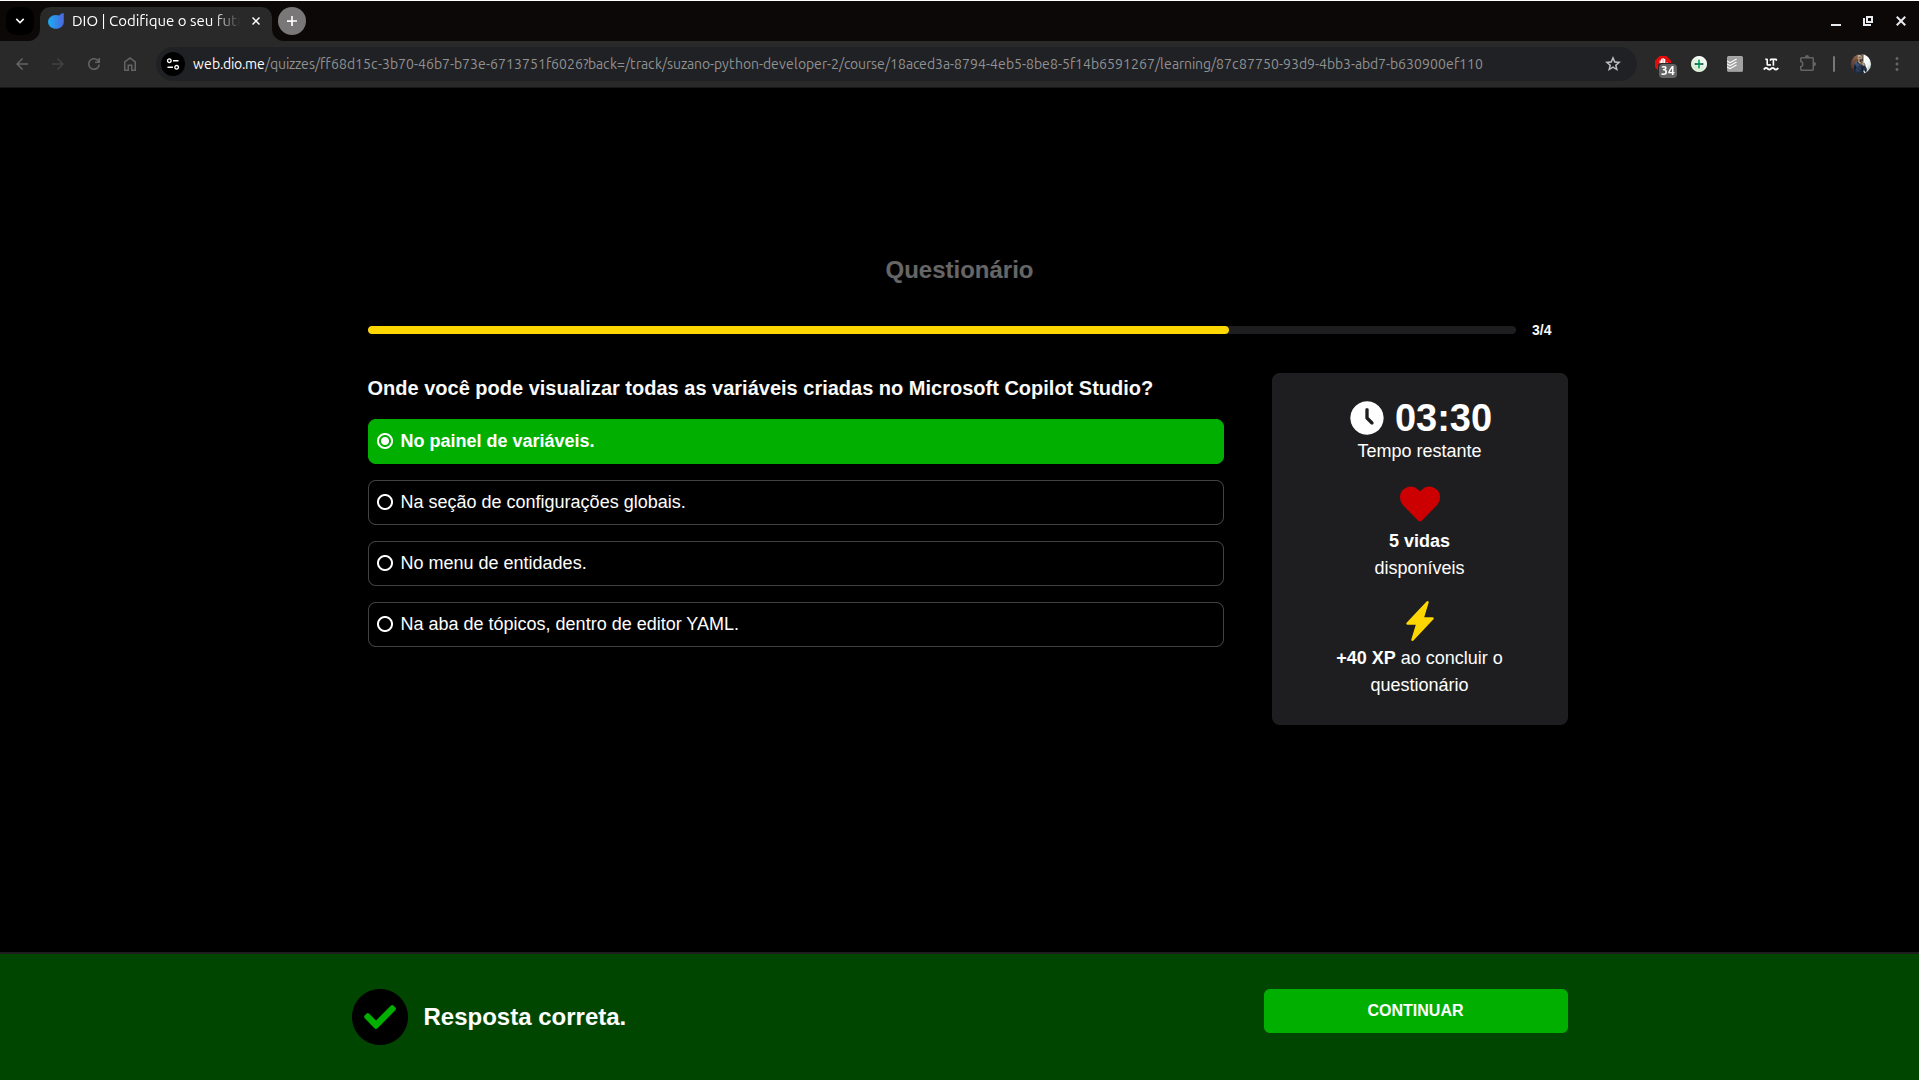 DIO | Codifique o seu fut
web.dio.me/quizzes/ff68d15c-3b70-46b7-b73e-6713751f6026?back=/track/suzano-python-developer-2/course/18aced3a-8794-4eb5-8be8-5f14b6591267/learning/87c87750-93d9-4bb3-abd7-b630900ef110
34
LT
Questionário
3/4
Onde você pode visualizar todas as variáveis criadas no Microsoft Copilot Studio?
No painel de variáveis.
Na seção de configurações globais.
No menu de entidades.
Na aba de tópicos, dentro de editor YAML.
03:30
Tempo restante
5 vidas
disponíveis
+40 XP ao concluir o
questionário
Resposta correta.
CONTINUAR